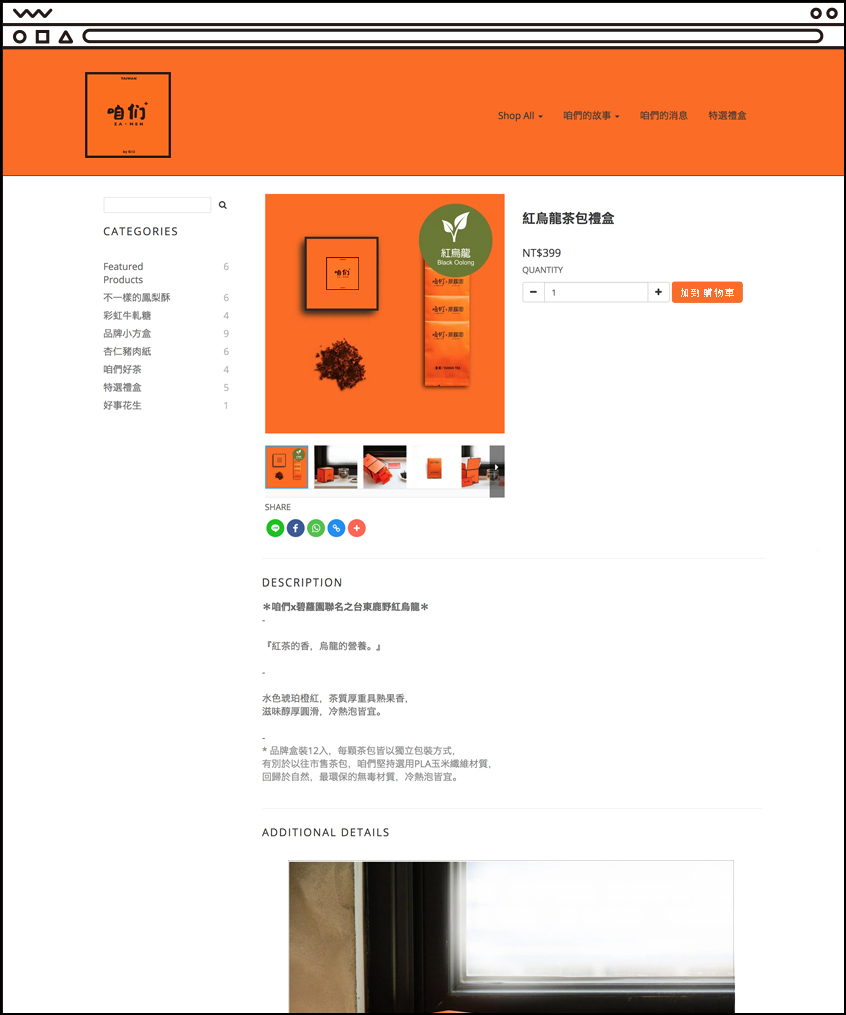 TAIWAN
咱们
ZA·MEN
Shop All
咱們的故事
咱們的消息
特選禮盒
CATEGORIES
Featured Products 6
不一樣的鳳梨酥 6
彩虹牛軋糖 4
品牌小方盒 9
杏仁豬肉紙 6
咱們好茶 4
特選禮盒 5
好事花生 1
咱们
紅烏龍
Black Oolong
紅烏龍茶包禮盒
NT$399
QUANTITY
1
加到 購物車
SHARE
DESCRIPTION
＊咱們x碧蘿園聯名之台東鹿野紅烏龍＊
-
『紅茶的香，烏龍的營養。』
-
水色琥珀橙紅，茶質厚重具熟果香，
滋味醇厚圓滑，冷熱泡皆宜。
-
* 品牌盒裝12入，每顆茶包皆以獨立包裝方式，
有別於以往市售茶包，咱們堅持選用PLA玉米纖維材質，
回歸於自然，最環保的無毒材質，冷熱泡皆宜。
ADDITIONAL DETAILS